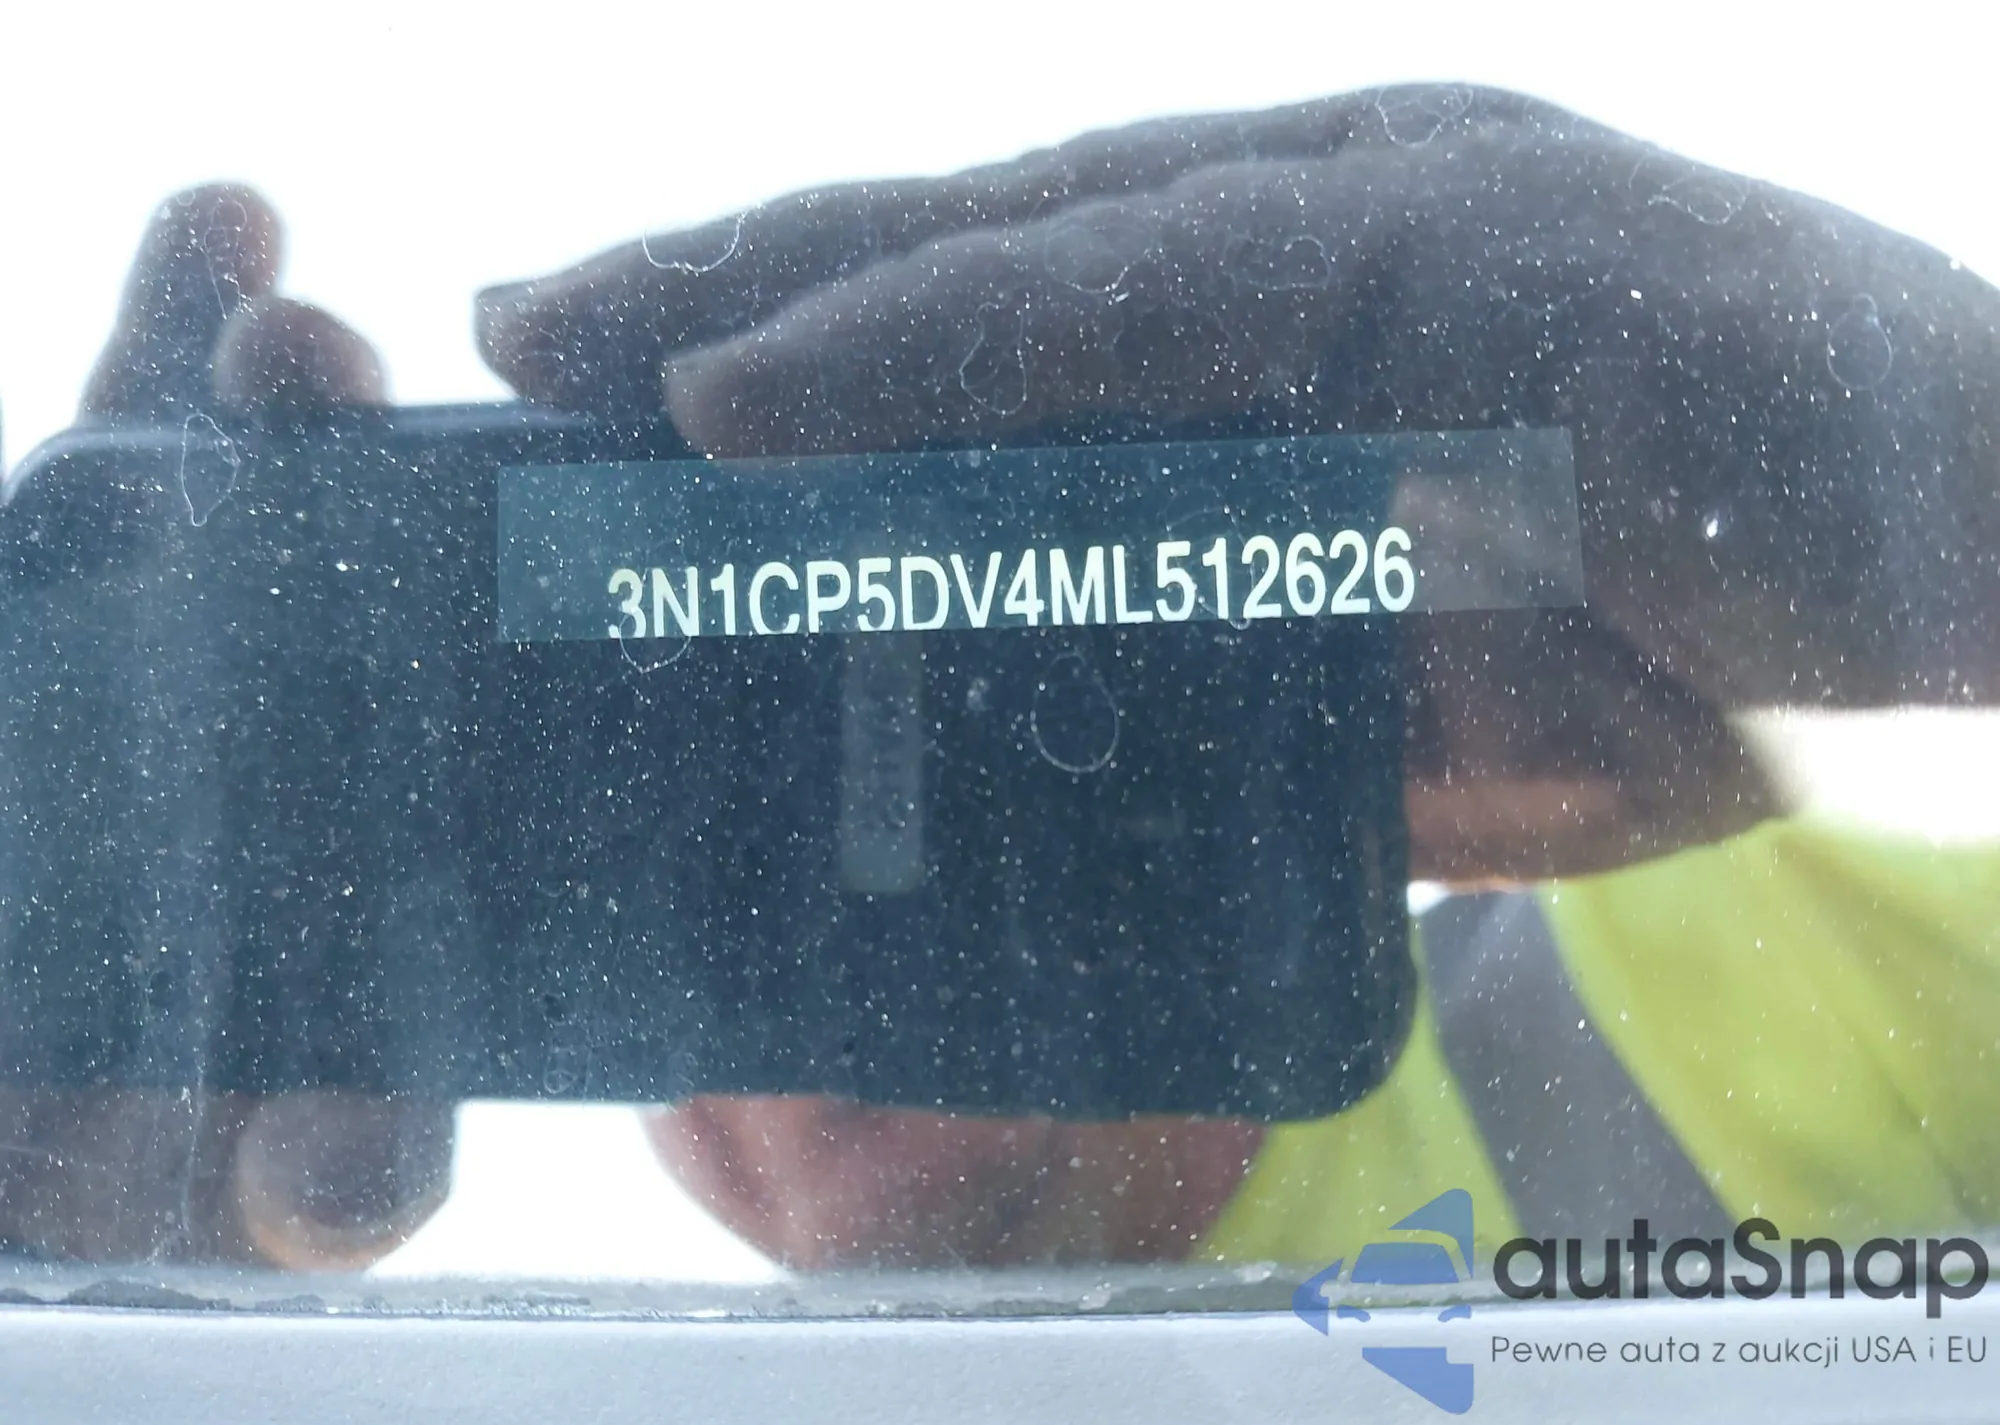 3N1CP5DV4ML512626
autaSnap
Pewne auta z aukcji USA i EU